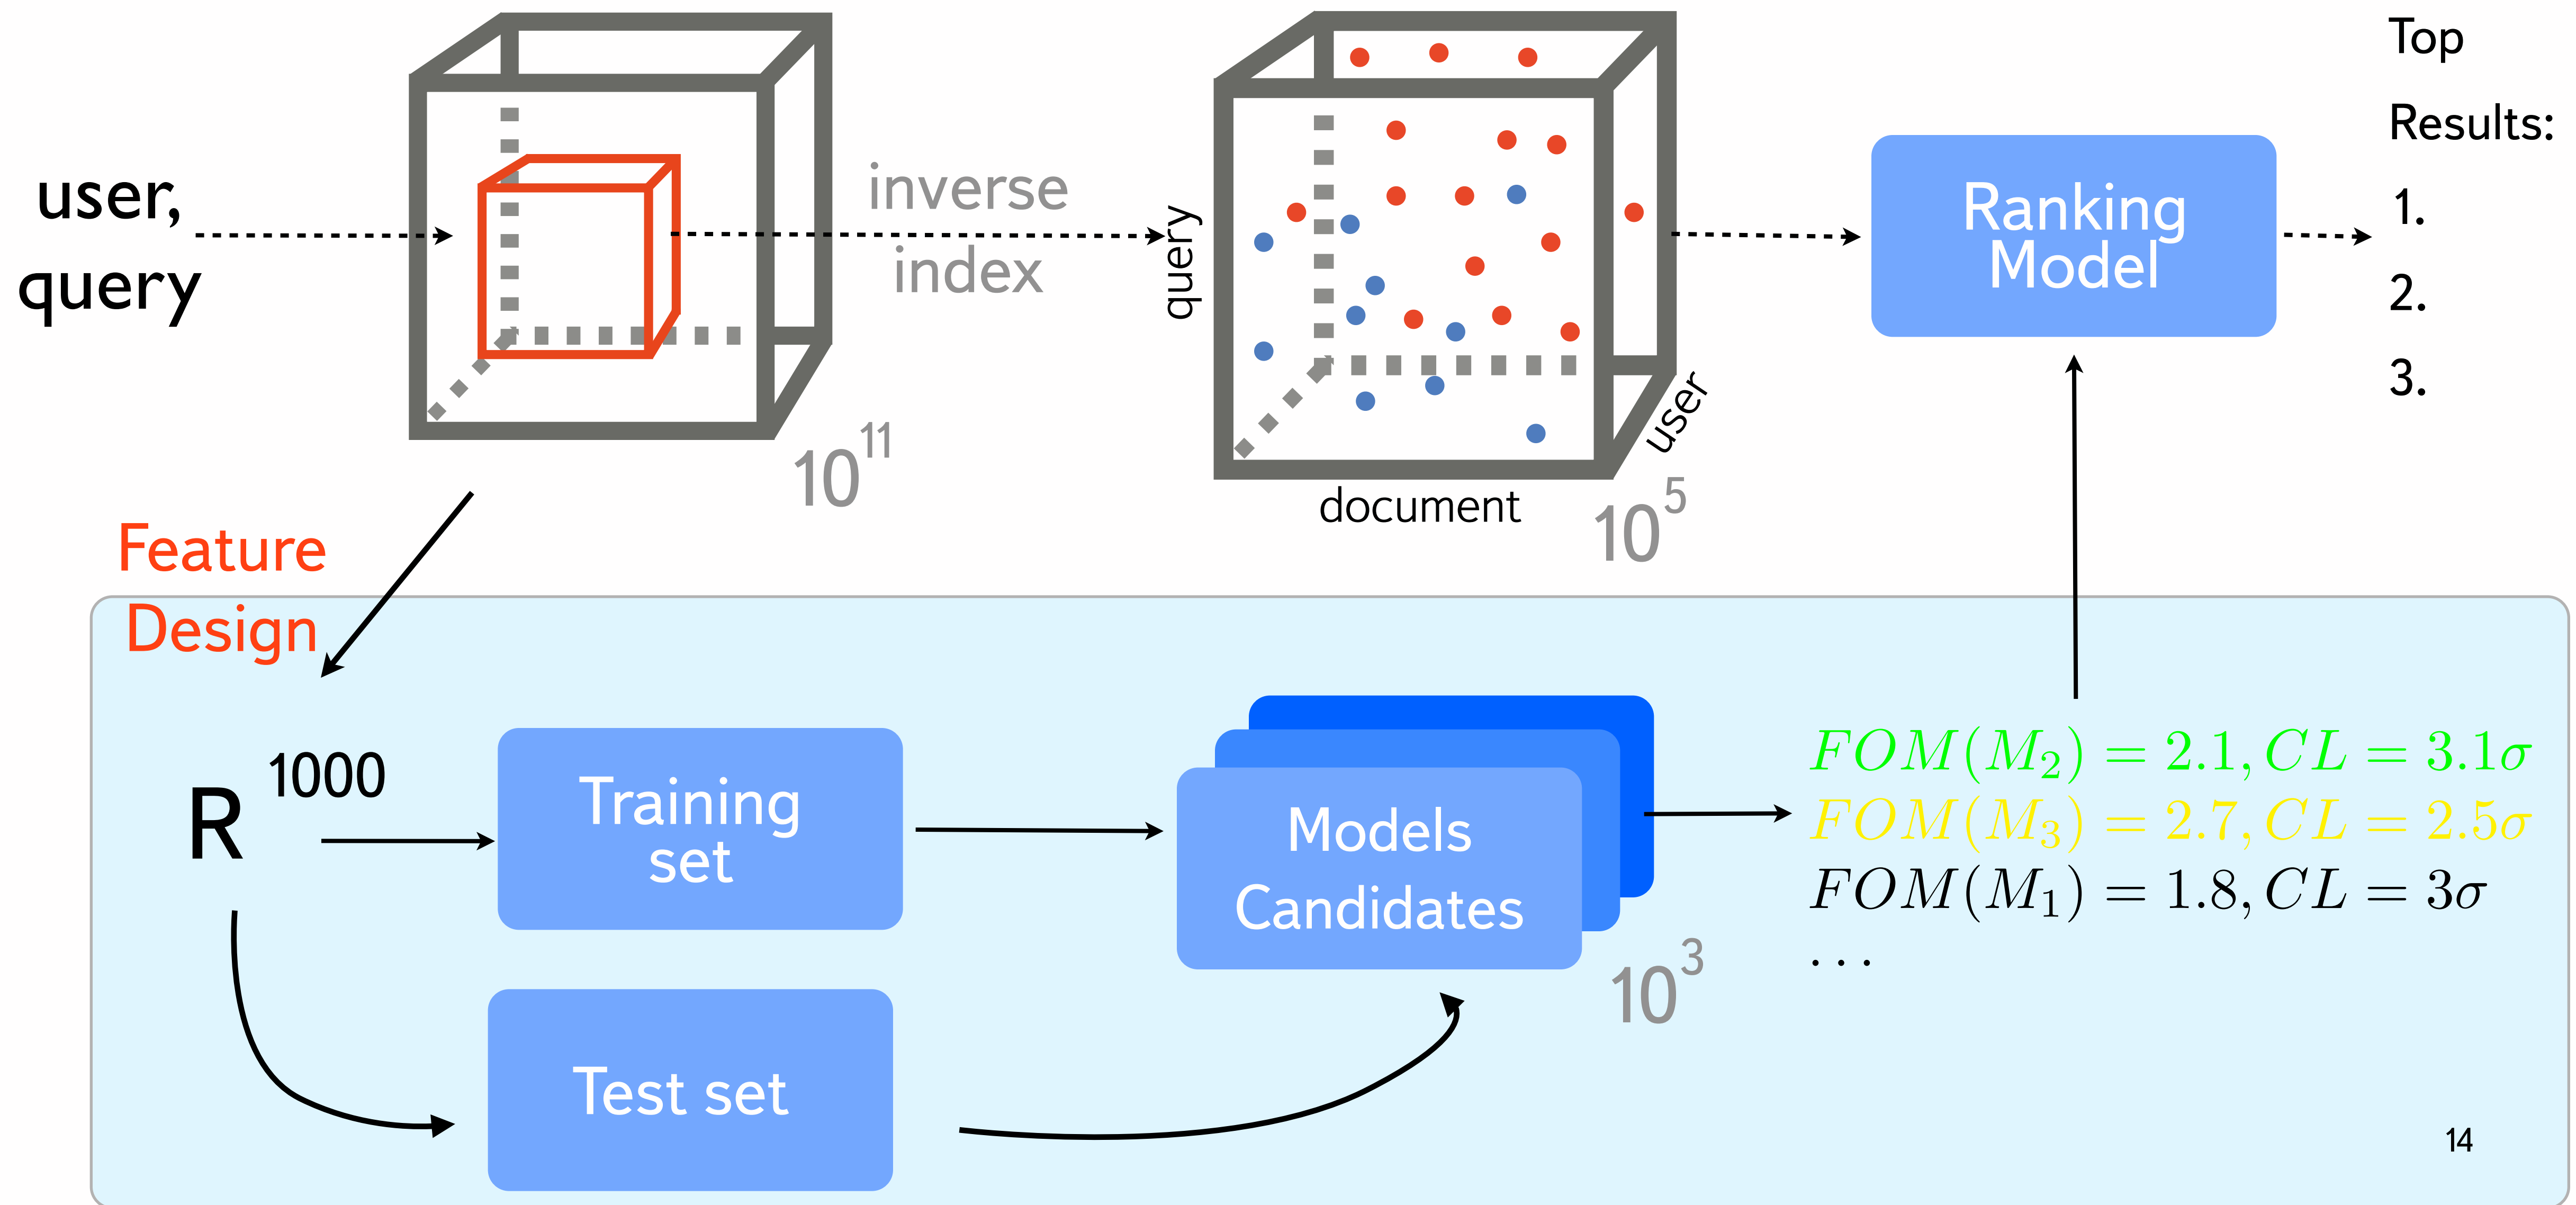 user,
query
10^11
inverse
index
query
document
user
10^5
Ranking
Model
Top
Results:
1.
2.
3.
Feature
Design
R^1000
Training
set
Test set
Models
Candidates
10^3
FOM(M_2) = 2.1, CL = 3.1σ
FOM(M_3) = 2.7, CL = 2.5σ
FOM(M_1) = 1.8, CL = 3σ
...
14